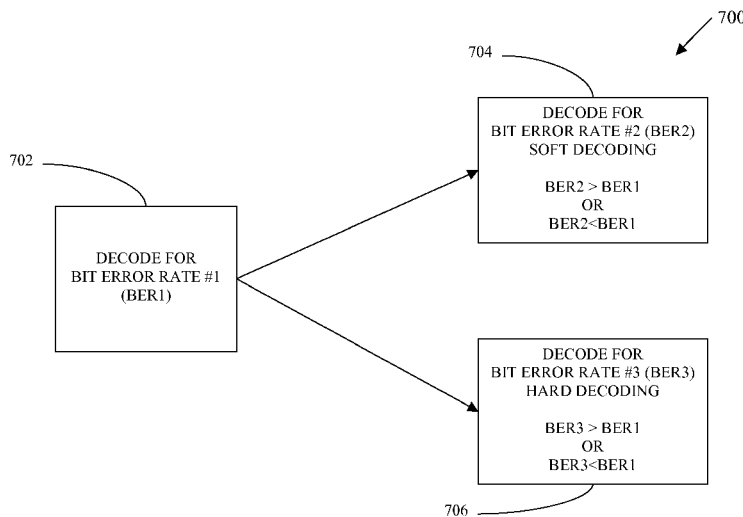 700
704
DECODE FOR
BIT ERROR RATE #2 (BER2)
SOFT DECODING
BER2 > BER1
OR
BER2<BER1
702
DECODE FOR
BIT ERROR RATE #1
(BER1)
DECODE FOR
BIT ERROR RATE #3 (BER3)
HARD DECODING
BER3 > BER1
OR
BER3<BER1
706